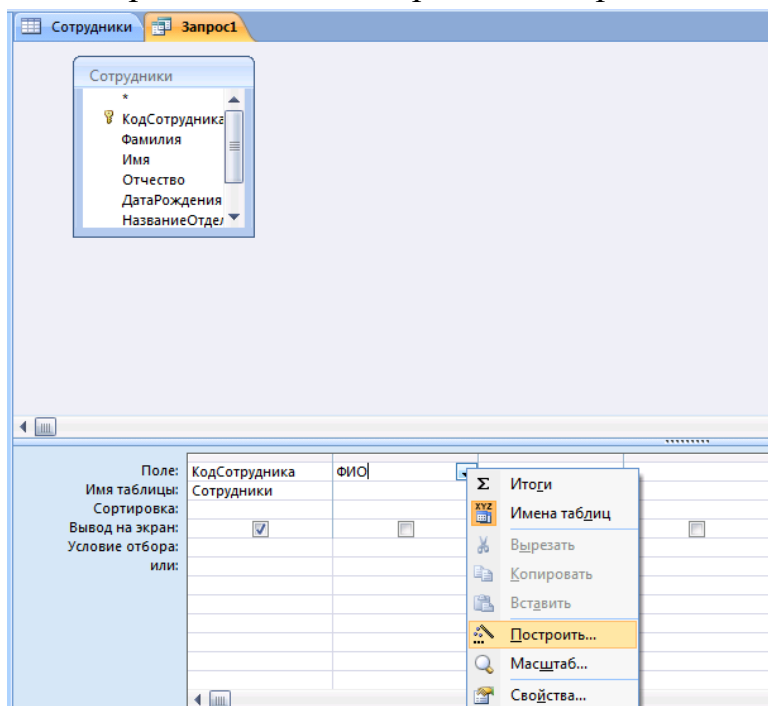 Сотрудники Запрос1
Сотрудники
*
КодСотрудника
Фамилия
Имя
Отчество
ДатаРождения
НазваниеОтдел
Поле: КодСотрудника ФИО
Имя таблицы: Сотрудники
Сортировка:
Вывод на экран:
Условие отбора:
или:
Σ Итоги
XYZ Имена таблиц
Вырезать
Копировать
Вставить
Построить...
Масштаб...
Свойства...